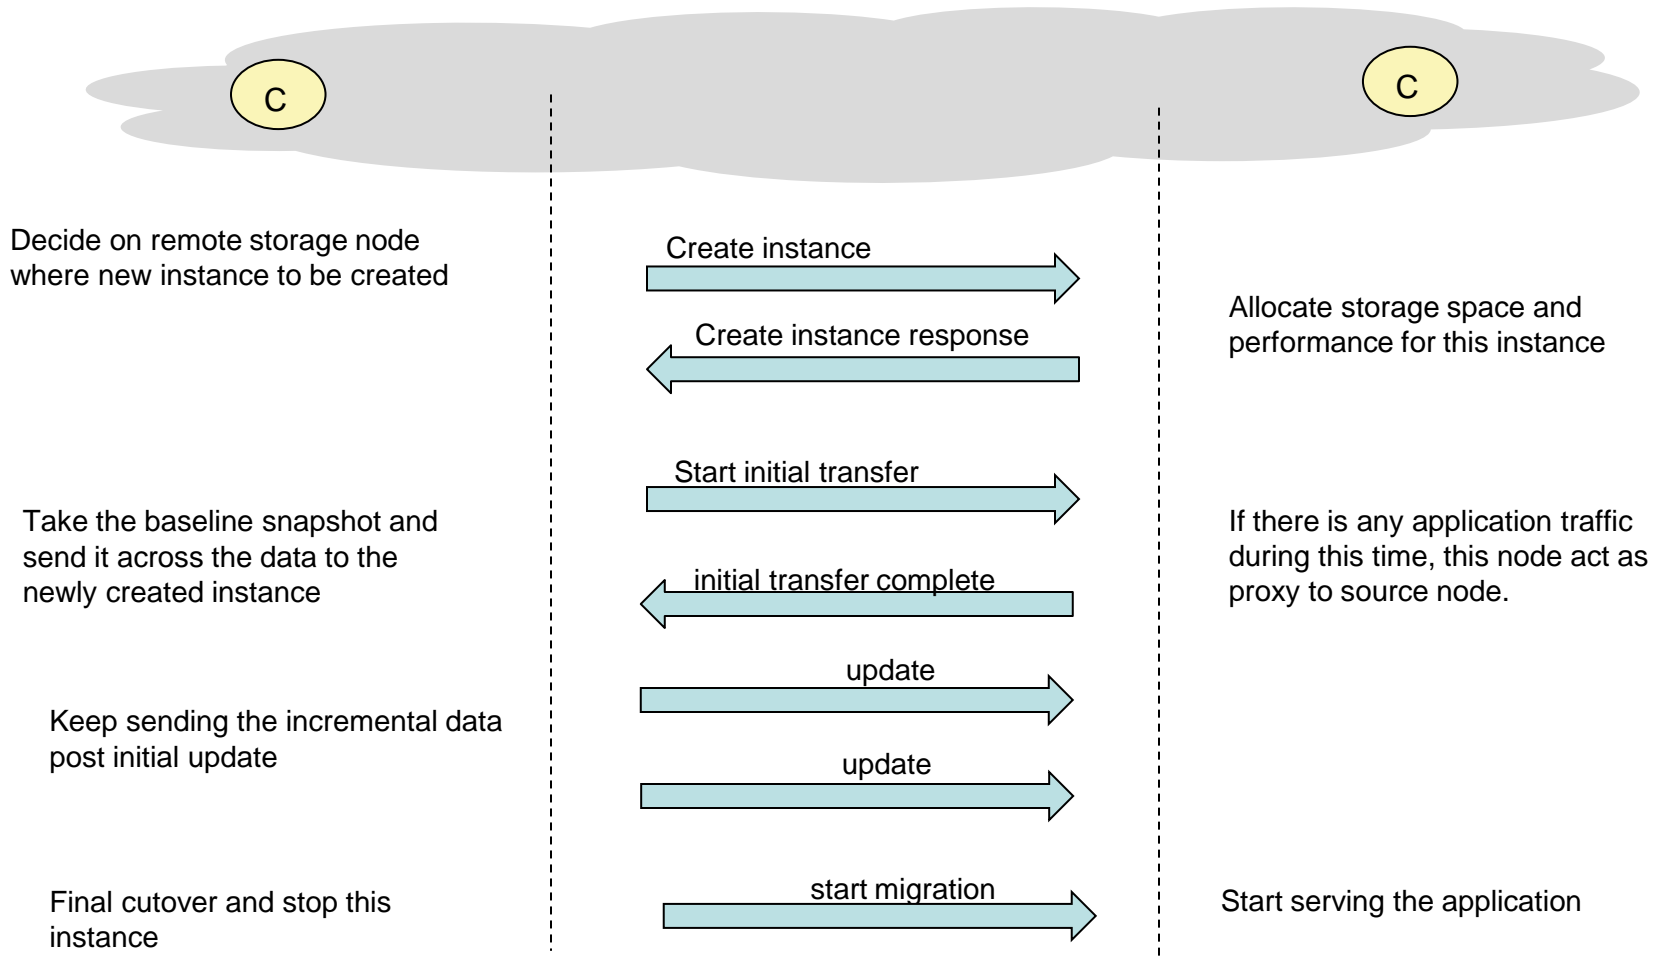 C
C
Decide on remote storage node
where new instance to be created
Create instance
Create instance response
Allocate storage space and
performance for this instance
Start initial transfer
Take the baseline snapshot and
send it across the data to the
newly created instance
initial transfer complete
If there is any application traffic
during this time, this node act as
proxy to source node.
update
Keep sending the incremental data
post initial update
update
Final cutover and stop this
instance
start migration
Start serving the application